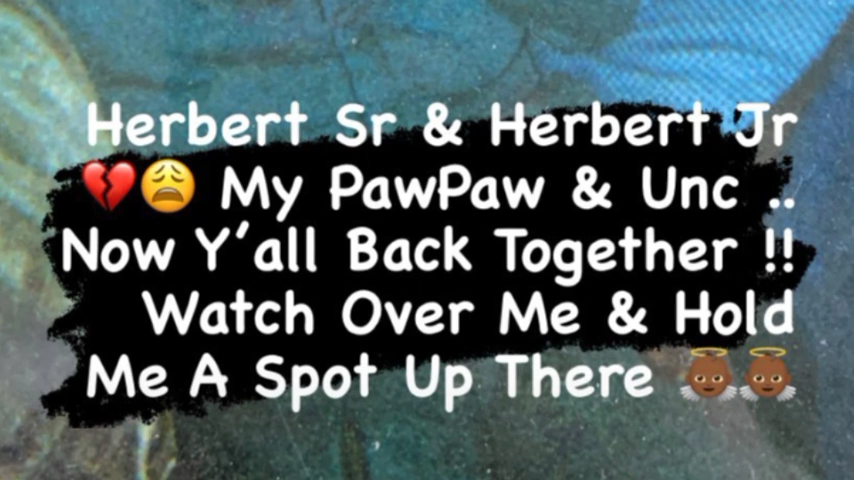 Herbert Sr & Herbert Jr
💔😩 My PawPaw & Unc ..
Now Y'all Back Together !!
Watch Over Me & Hold
Me A Spot Up There 👼🏾👼🏾